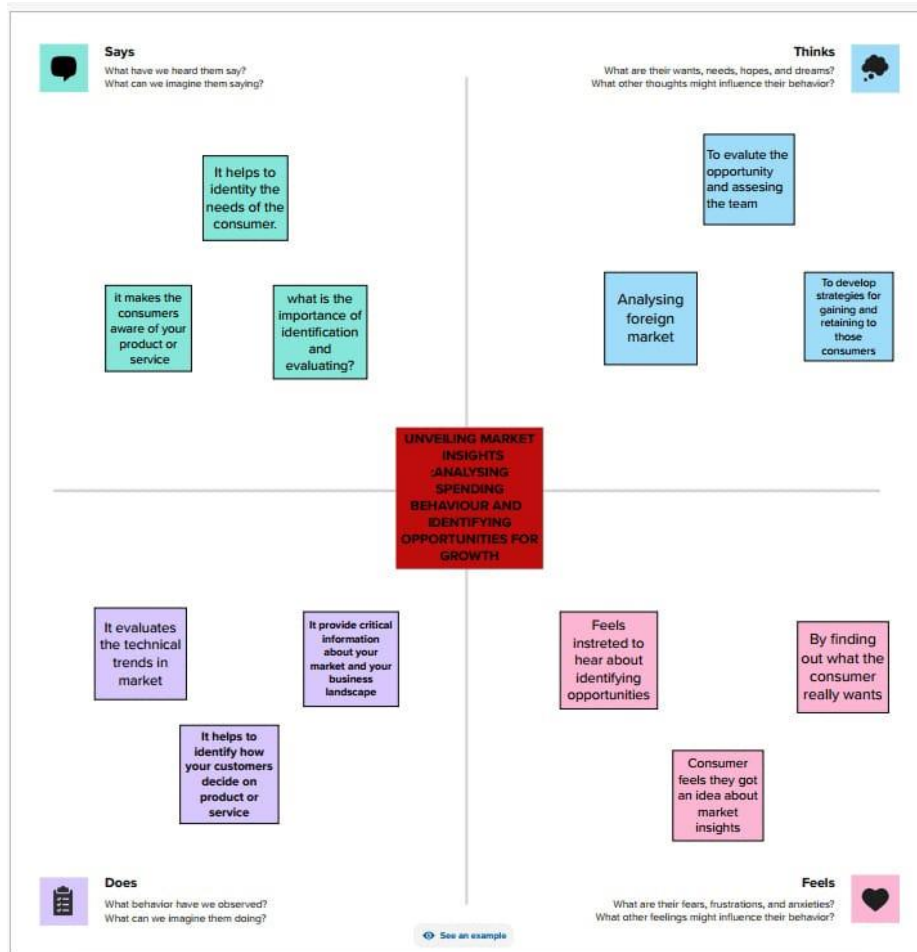 Says
What have we heard them say?
What can we imagine them saying?
Thinks
What are their wants, needs, hopes, and dreams?
What other thoughts might influence their behavior?
It helps to
identity the
needs of the
consumer.
it makes the
consumers
aware of your
product or
service
what is the
importance of
identification
and
evaluating?
To evalute the
opportunity
and assesing
the team
Analysing
foreign
market
To develop
strategies for
gaining and
retaining to
those
consumers
UNVEILING MARKET
INSIGHTS
:ANALYSING
SPENDING
BEHAVIOUR AND
IDENTIFYING
OPPORTUNITIES FOR
GROWTH
It evaluates
the technical
trends in
market
It provide critical
information
about your
market and your
business
landscape
It helps to
identify how
your customers
decide on
product or
service
Feels
instreted to
hear about
identifying
opportunities
By finding
out what the
consumer
really wants
Consumer
feels they got
an idea about
market
insights
Does
What behavior have we observed?
What can we imagine them doing?
Feels
What are their fears, frustrations, and anxieties?
What other feelings might influence their behavior?
See an example